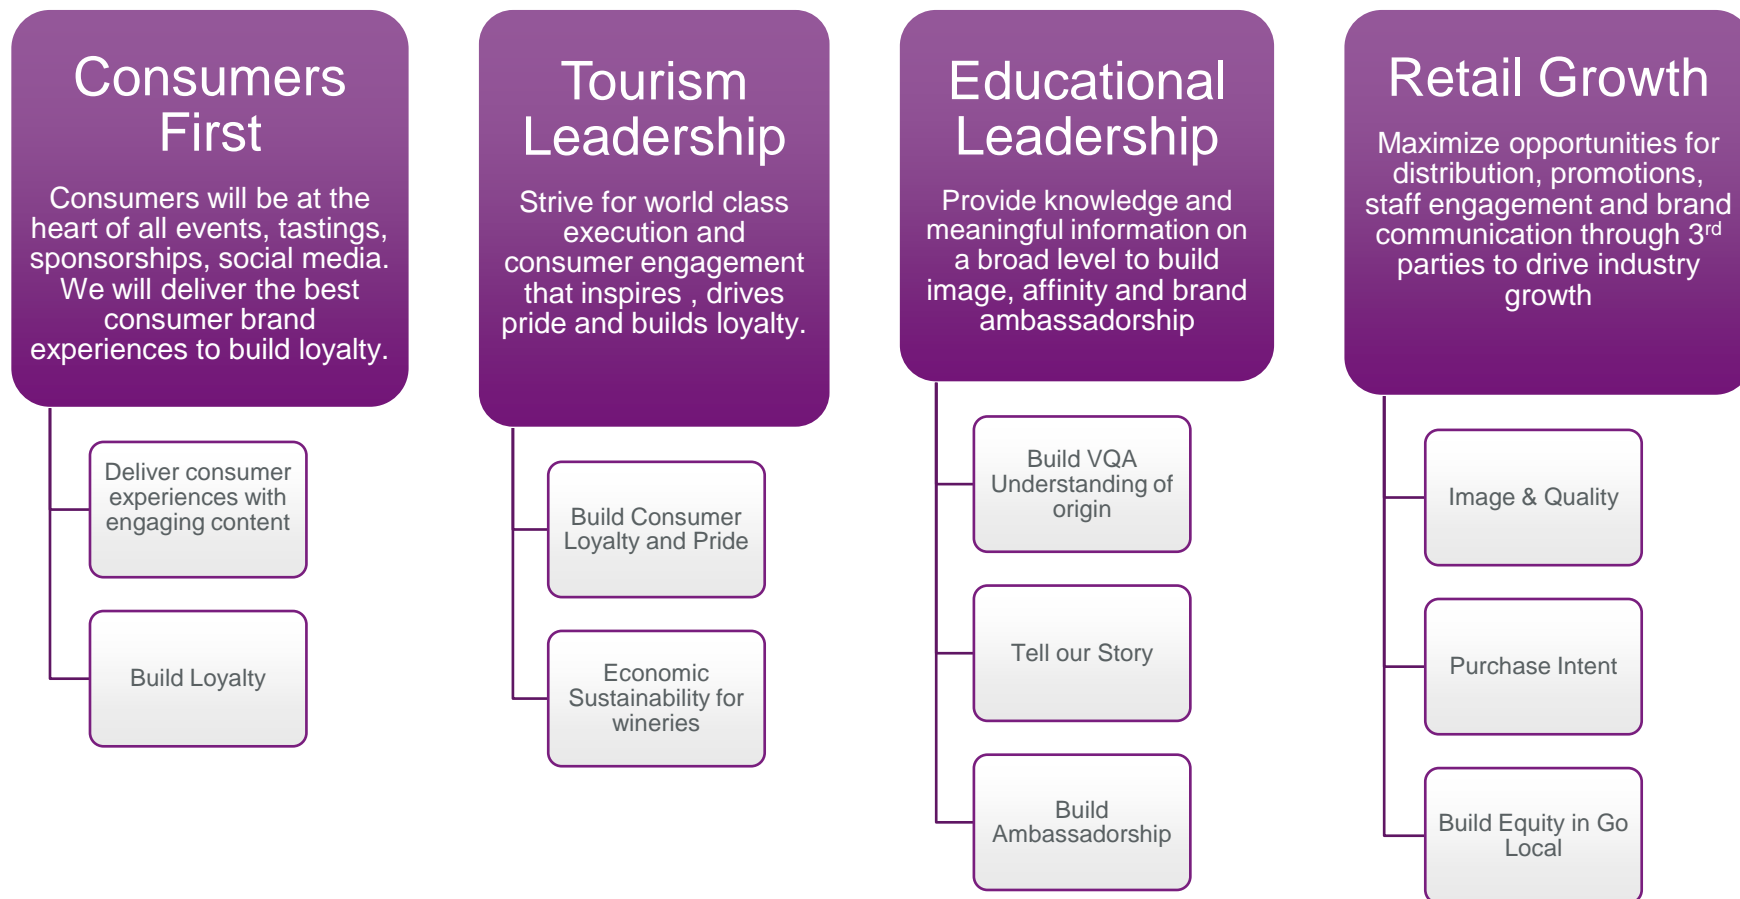 Consumers
First
Consumers will be at the
heart of all events, tastings,
sponsorships, social media.
We will deliver the best
consumer brand
experiences to build loyalty.
Deliver consumer
experiences with
engaging content
Build Loyalty
Tourism
Leadership
Strive for world class
execution and
consumer engagement
that inspires , drives
pride and builds loyalty.
Build Consumer
Loyalty and Pride
Economic
Sustainability for
wineries
Educational
Leadership
Provide knowledge and
meaningful information on
a broad level to build
image, affinity and brand
ambassadorship
Build VQA
Understanding of
origin
Tell our Story
Build
Ambassadorship
Retail Growth
Maximize opportunities for
distribution, promotions,
staff engagement and brand
communication through 3rd
parties to drive industry
growth
Image & Quality
Purchase Intent
Build Equity in Go
Local